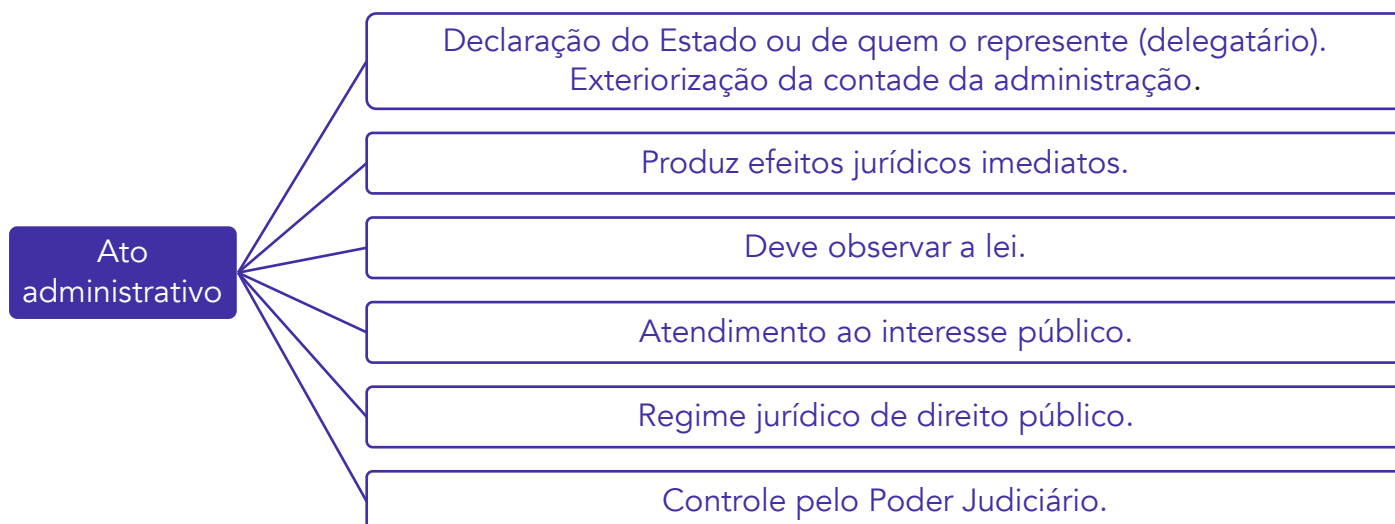 Declaração do Estado ou de quem o represente (delegatário).
Exteriorização da contade da administração.
Produz efeitos jurídicos imediatos.
Deve observar a lei.
Ato
administrativo
Atendimento ao interesse público.
Regime jurídico de direito público.
Controle pelo Poder Judiciário.